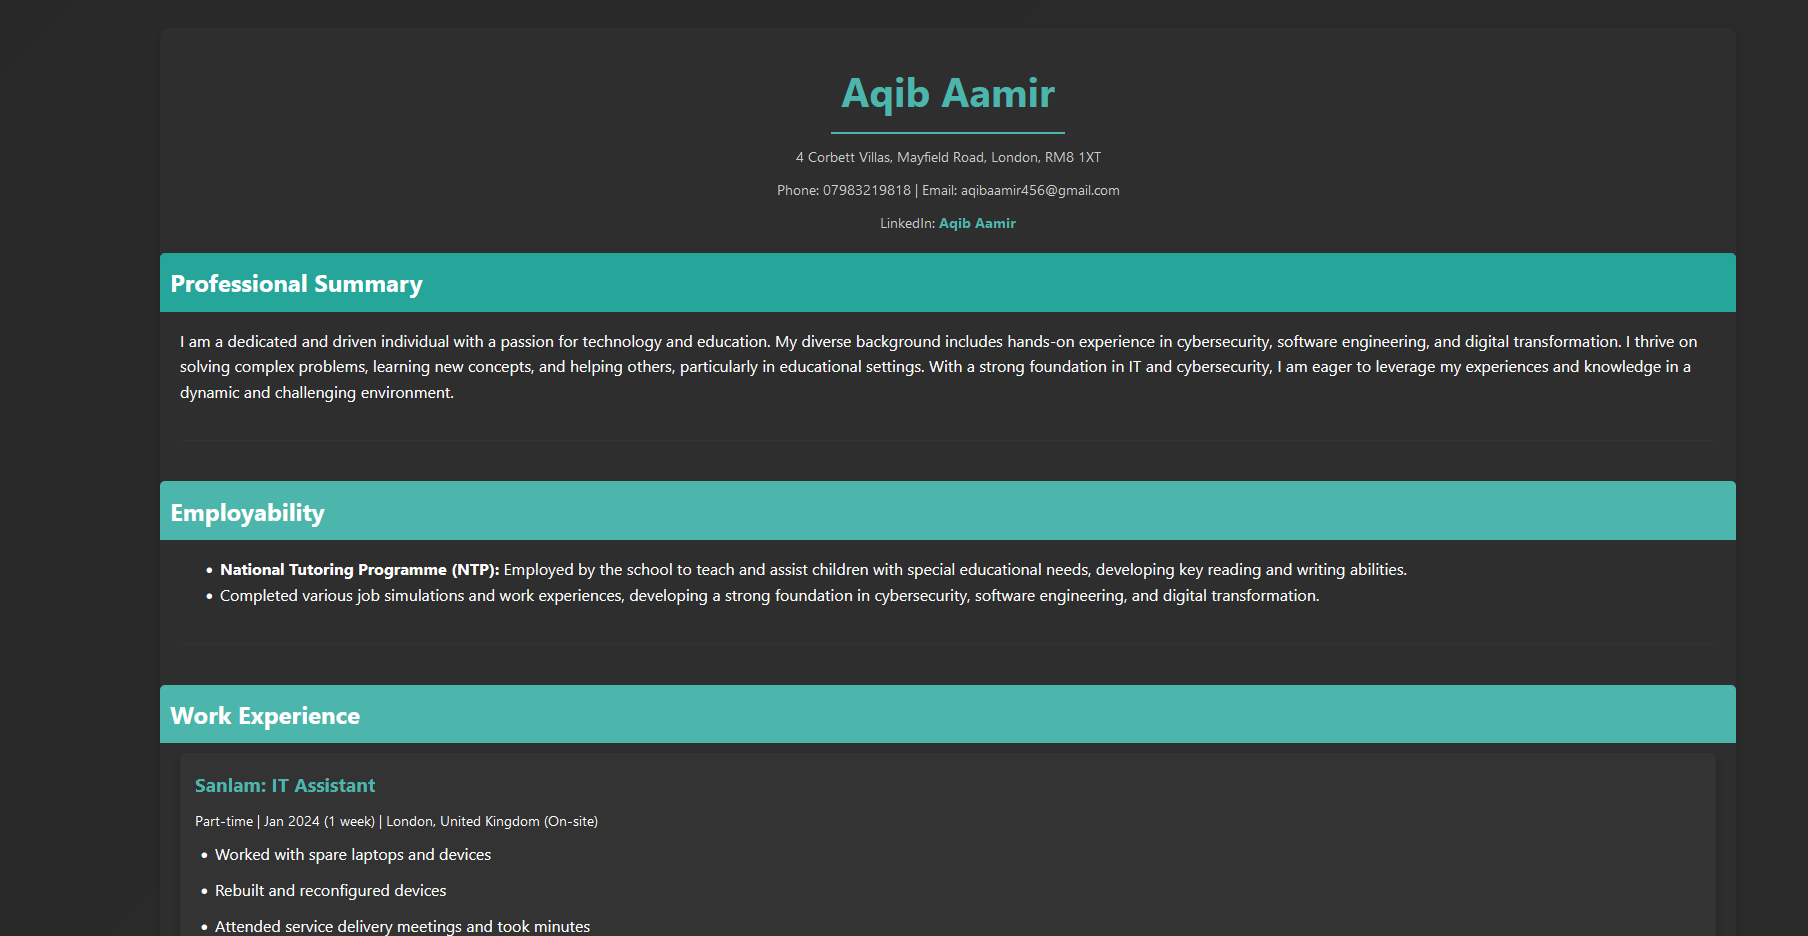 Aqib Aamir
4 Corbett Villas, Mayfield Road, London, RM8 1XT
Phone: 07983219818 | Email: aqibaamir456@gmail.com
LinkedIn: Aqib Aamir
Professional Summary
I am a dedicated and driven individual with a passion for technology and education. My diverse background includes hands-on experience in cybersecurity, software engineering, and digital transformation. I thrive on
solving complex problems, learning new concepts, and helping others, particularly in educational settings. With a strong foundation in IT and cybersecurity, I am eager to leverage my experiences and knowledge in a
dynamic and challenging environment.
Employability
• National Tutoring Programme (NTP): Employed by the school to teach and assist children with special educational needs, developing key reading and writing abilities.
• Completed various job simulations and work experiences, developing a strong foundation in cybersecurity, software engineering, and digital transformation.
Work Experience
Sanlam: IT Assistant
Part-time | Jan 2024 (1 week) | London, United Kingdom (On-site)
• Worked with spare laptops and devices
• Rebuilt and reconfigured devices
• Attended service delivery meetings and took minutes